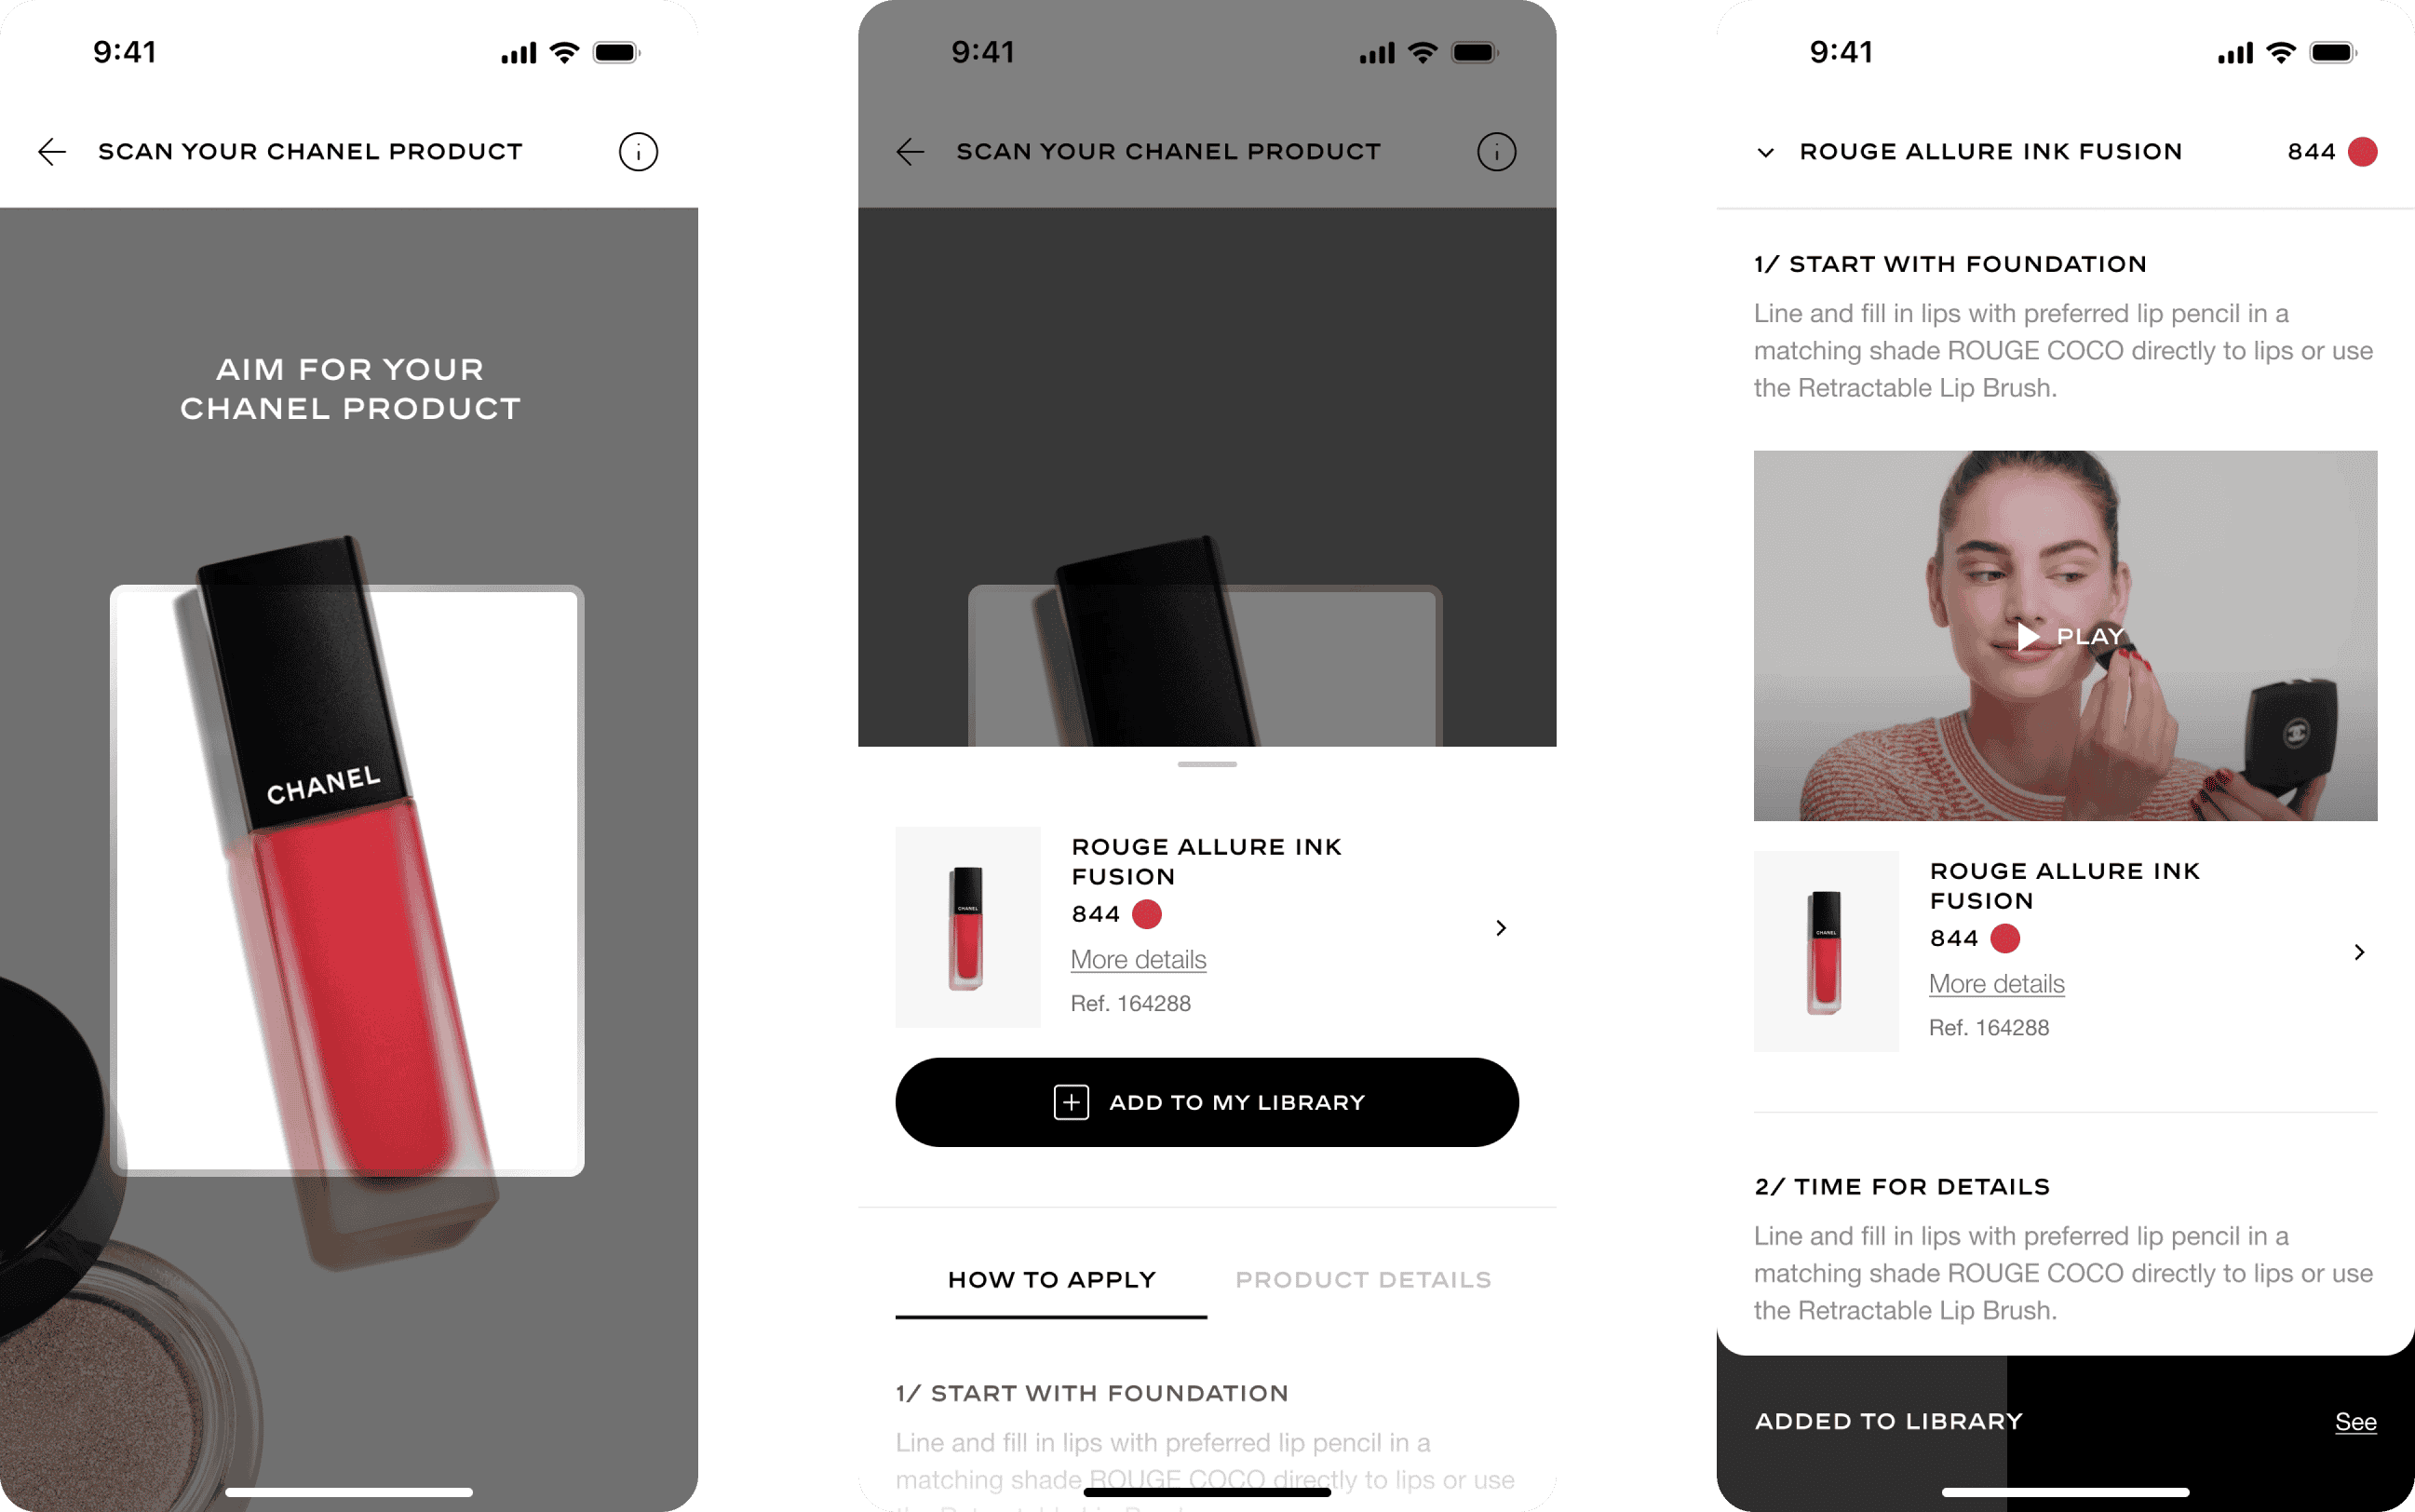 9:41
SCAN YOUR CHANEL PRODUCT
AIM FOR YOUR
CHANEL PRODUCT
CHANEL
9:41
SCAN YOUR CHANEL PRODUCT
CHANEL
ROUGE ALLURE INK
FUSION
844
More details
Ref. 164288
ADD TO MY LIBRARY
HOW TO APPLY
PRODUCT DETAILS
1/ START WITH FOUNDATION
Line and fill in lips with preferred lip pencil in a
matching shade ROUGE COCO directly to lips or use
9:41
ROUGE ALLURE INK FUSION
844
1/ START WITH FOUNDATION
Line and fill in lips with preferred lip pencil in a
matching shade ROUGE COCO directly to lips or use
the Retractable Lip Brush.
PLAY
CHANEL
ROUGE ALLURE INK
FUSION
844
More details
Ref. 164288
2/ TIME FOR DETAILS
Line and fill in lips with preferred lip pencil in a
matching shade ROUGE COCO directly to lips or use
the Retractable Lip Brush.
ADDED TO LIBRARY
See